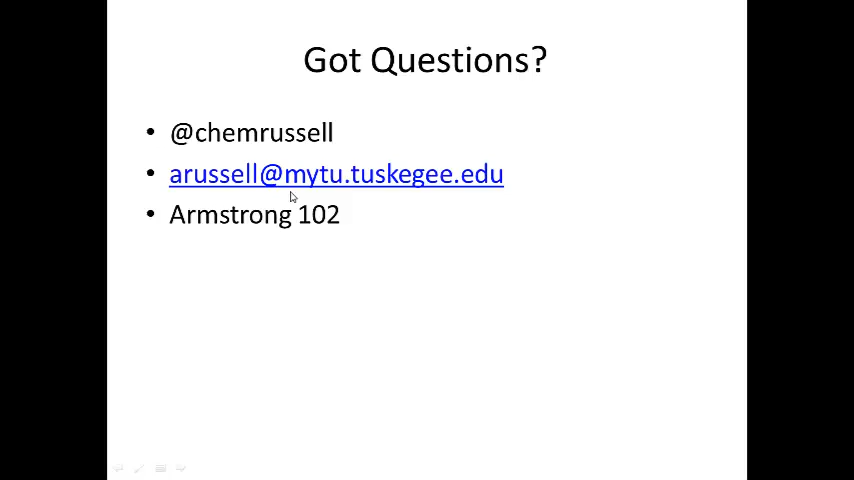 Got Questions?
• @chemrussell
• arussell@mytu.tuskegee.edu
• Armstrong 102